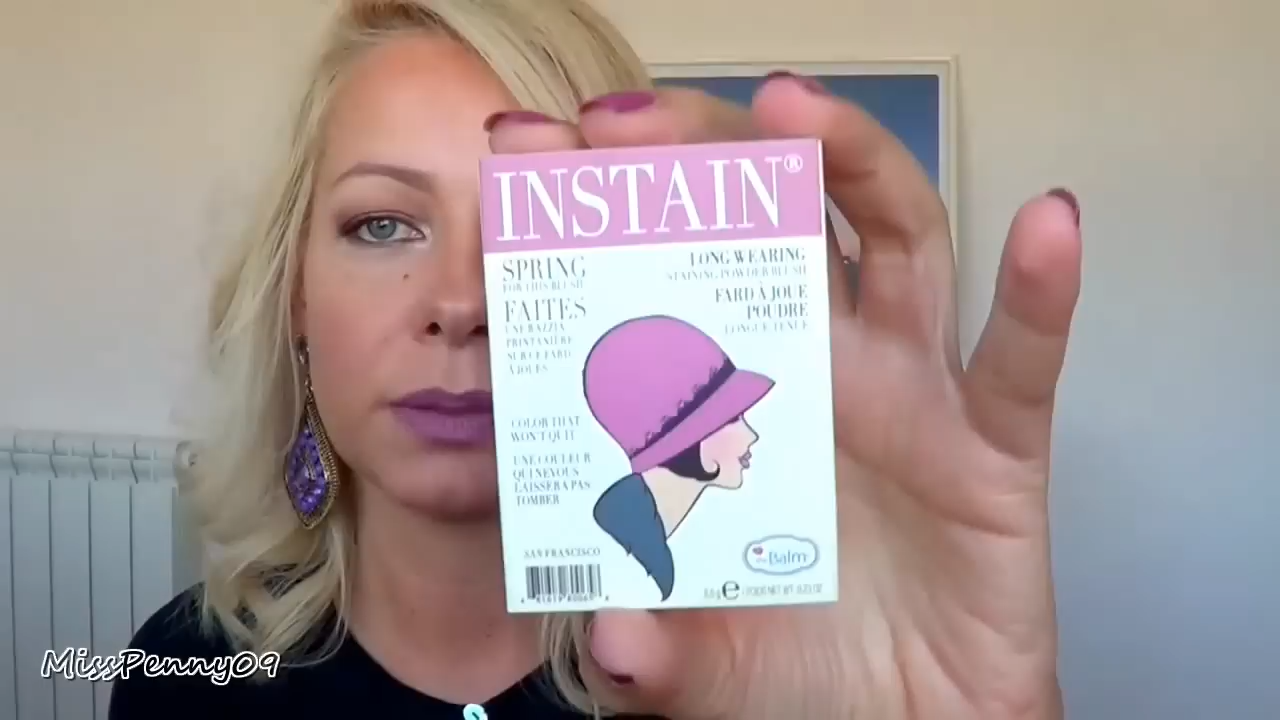 INSTAIN®
SPRING
FOR THIS BLUSH
FAITES
UNE RAZZIA
PRINTANIÈRE
SUR CE FARD
À JOUES
LONG WEARING
STAINING POWDER BLUSH
FARD À JOUE
POUDRE
LONGUE TENUE
COLOR THAT
WON'T QUIT
UNE COULEUR
QUI NE VOUS
LAISSERA PAS
TOMBER
SAN FRANCISCO
theBalm
MissPenny09